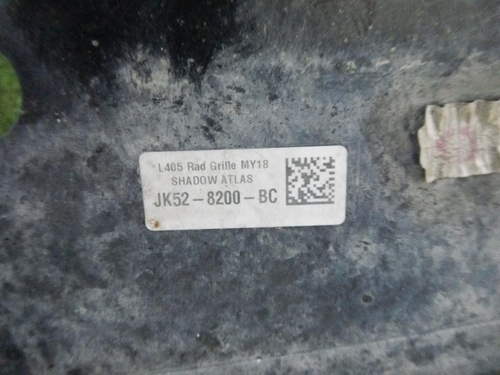 L405 Rad Grille MY18
SHADOW ATLAS
JK52-8200-BC